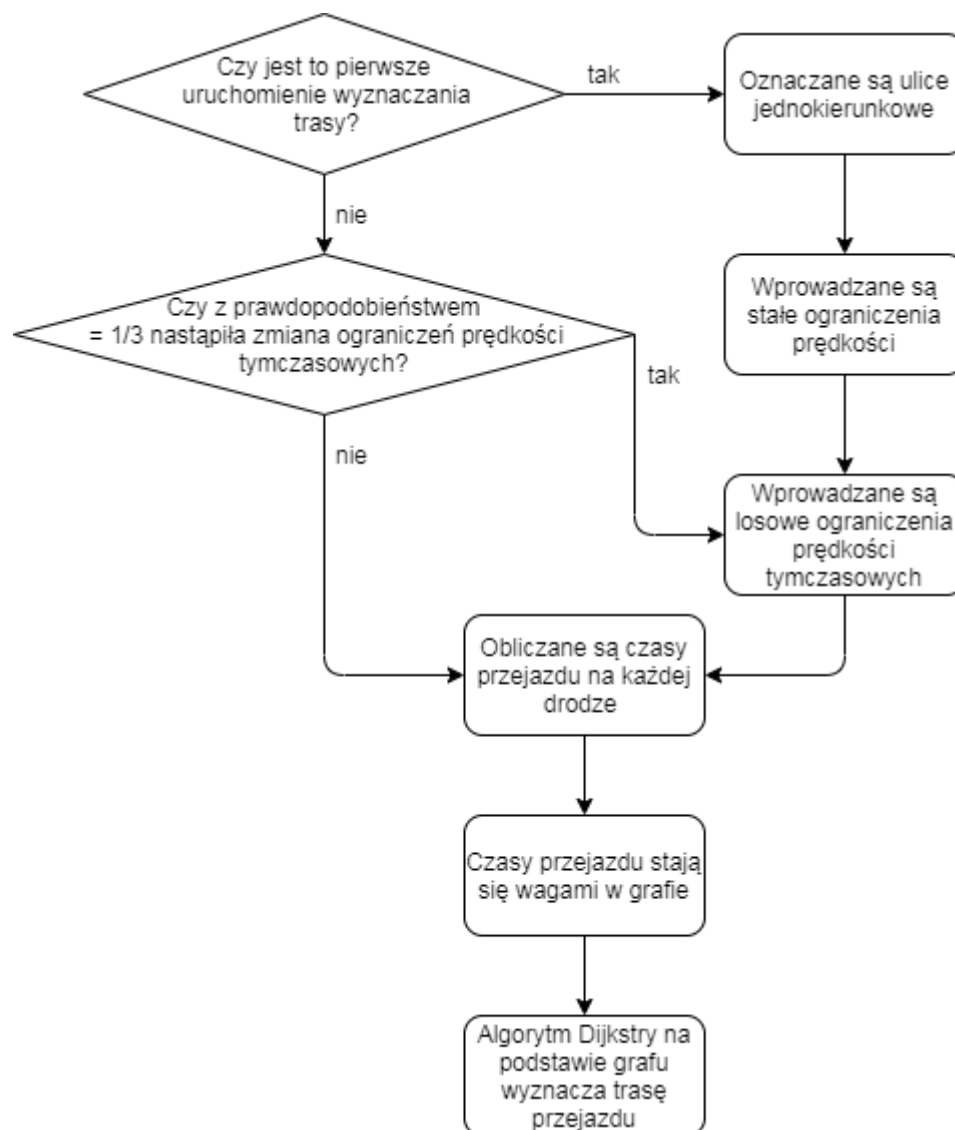 Czy jest to pierwsze
uruchomienie wyznaczania
trasy?
tak
Oznaczane są ulice
jednokierunkowe
nie
Czy z prawdopodobieństwem
= 1/3 nastąpiła zmiana ograniczeń prędkości
tymczasowych?
tak
nie
Wprowadzane są
stałe ograniczenia
prędkości
Wprowadzane są
losowe ograniczenia
prędkości
tymczasowych
Obliczane są czasy
przejazdu na każdej
drodze
Czasy przejazdu stają
się wagami w grafie
Algorytm Dijkstry na
podstawie grafu
wyznacza trasę
przejazdu